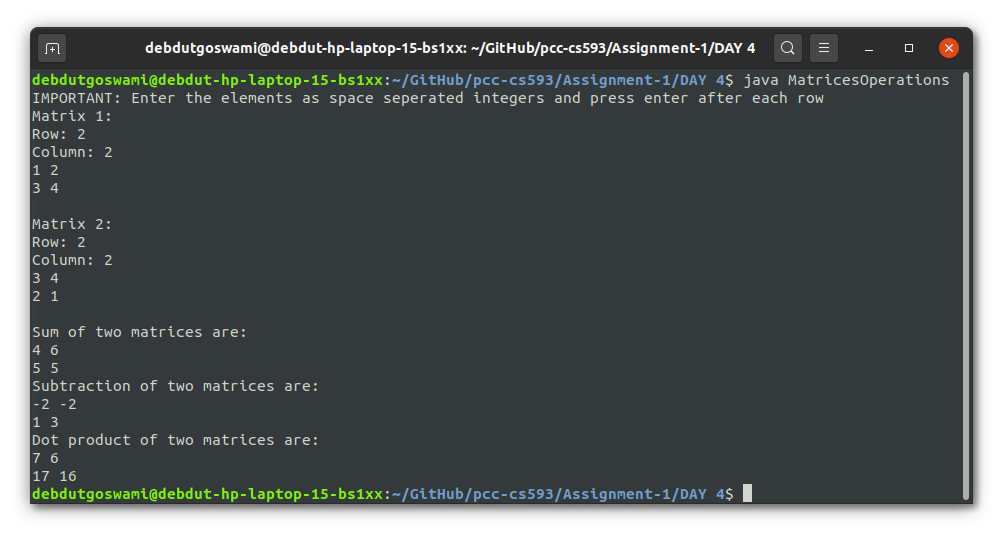 debdutgoswami@debdut-hp-laptop-15-bs1xx: ~/GitHub/pcc-cs593/Assignment-1/DAY 4
debdutgoswami@debdut-hp-laptop-15-bs1xx:~/GitHub/pcc-cs593/Assignment-1/DAY 4$ java MatricesOperations
IMPORTANT: Enter the elements as space seperated integers and press enter after each row
Matrix 1:
Row: 2
Column: 2
1 2
3 4
Matrix 2:
Row: 2
Column: 2
3 4
2 1
Sum of two matrices are:
4 6
5 5
Subtraction of two matrices are:
-2 -2
1 3
Dot product of two matrices are:
7 6
17 16
debdutgoswami@debdut-hp-laptop-15-bs1xx:~/GitHub/pcc-cs593/Assignment-1/DAY 4$